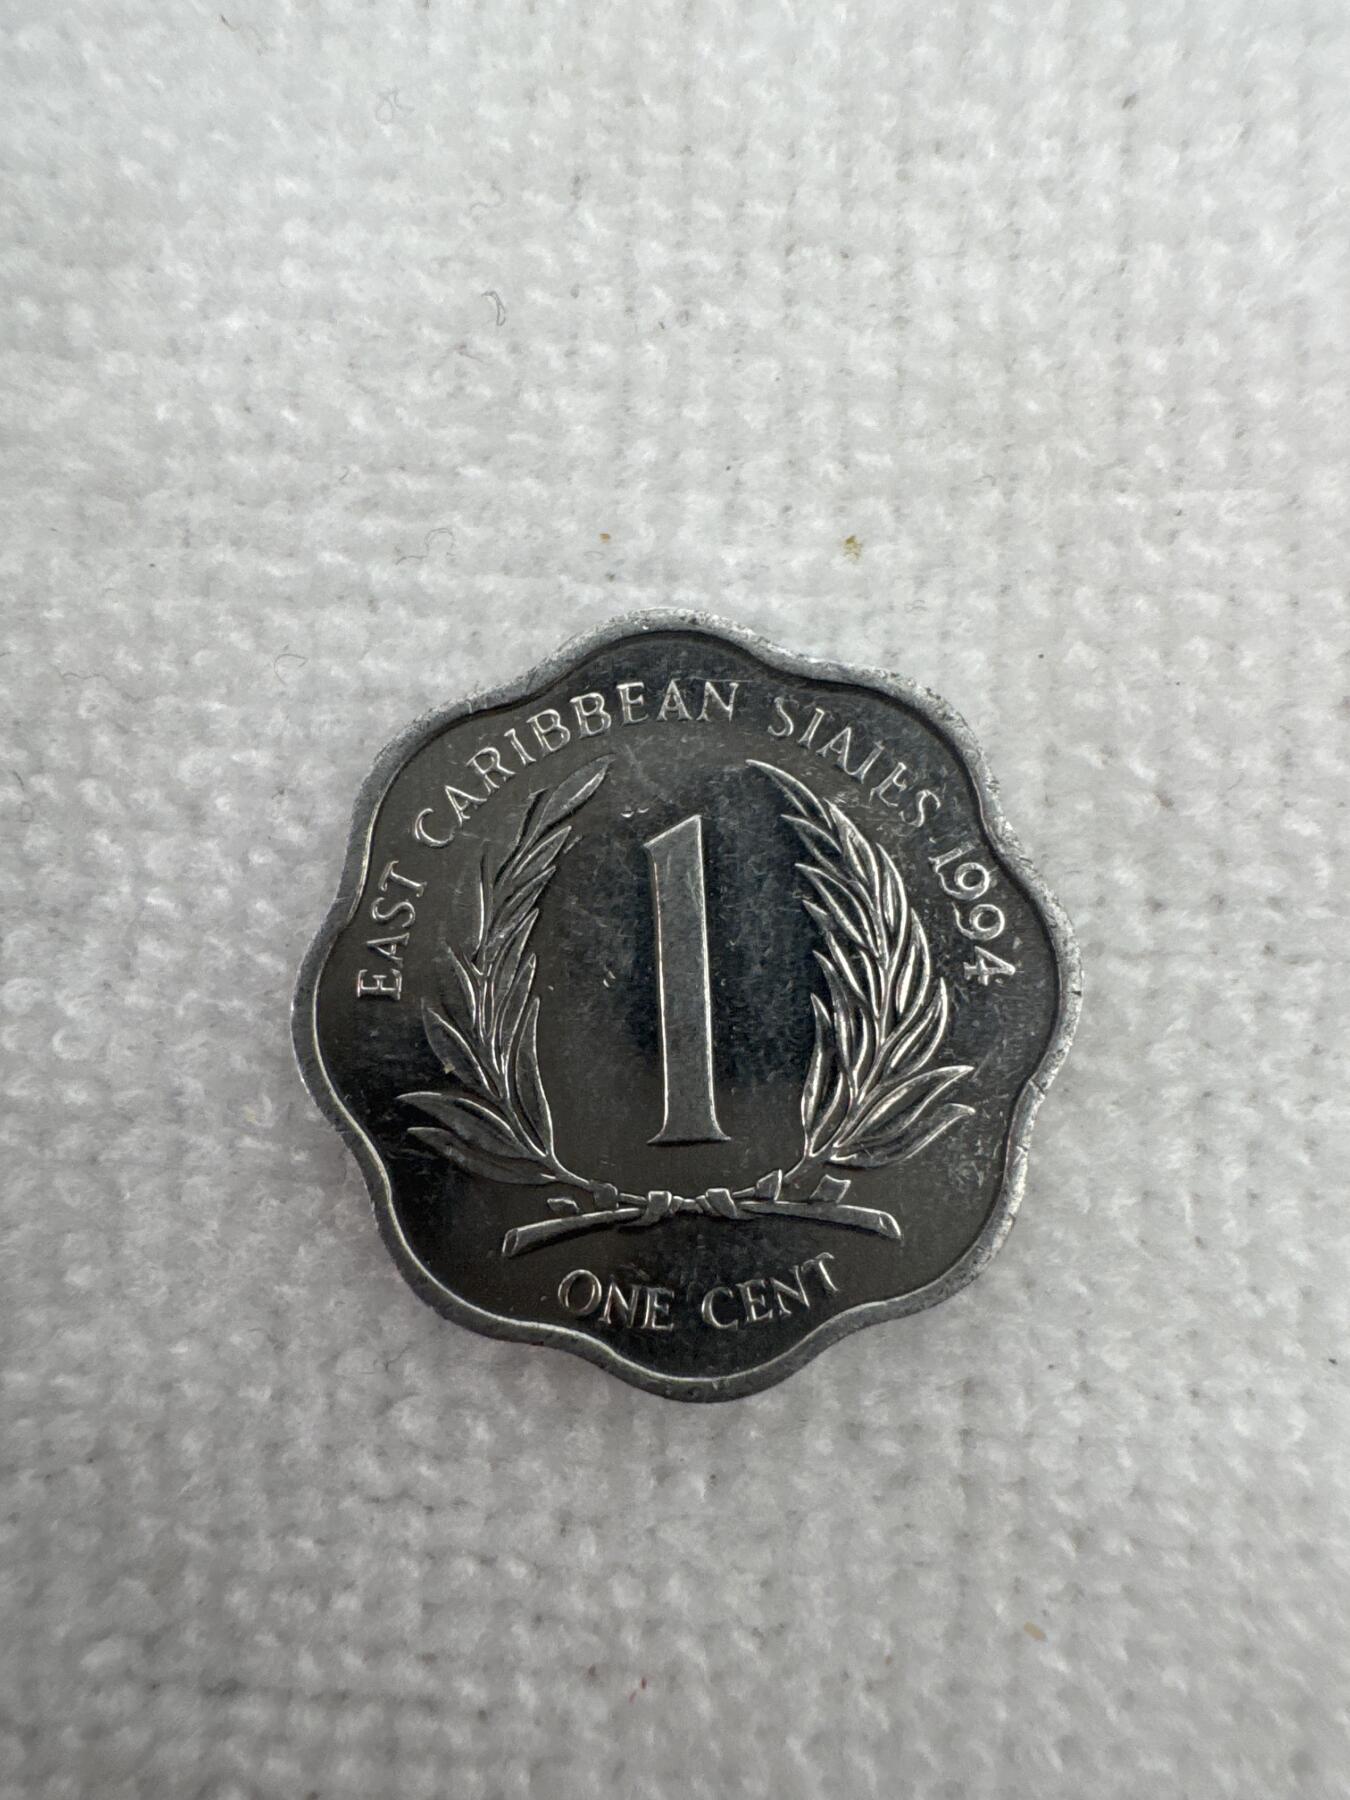 EAST CARIBBEAN STATES 1994
1
ONE CENT